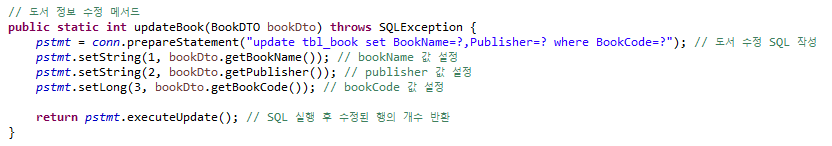 // 도서 정보 수정 메서드
public static int updateBook(BookDTO bookDto) throws SQLException {
pstmt = conn.prepareStatement("update tbl_book set BookName=?,Publisher=? where BookCode=?"); // 도서 수정 SQL 작성
pstmt.setString(1, bookDto.getBookName()); // bookName 값 설정
pstmt.setString(2, bookDto.getPublisher()); // publisher 값 설정
pstmt.setLong(3, bookDto.getBookCode()); // bookCode 값 설정
return pstmt.executeUpdate(); // SQL 실행 후 수정된 행의 개수 반환
}